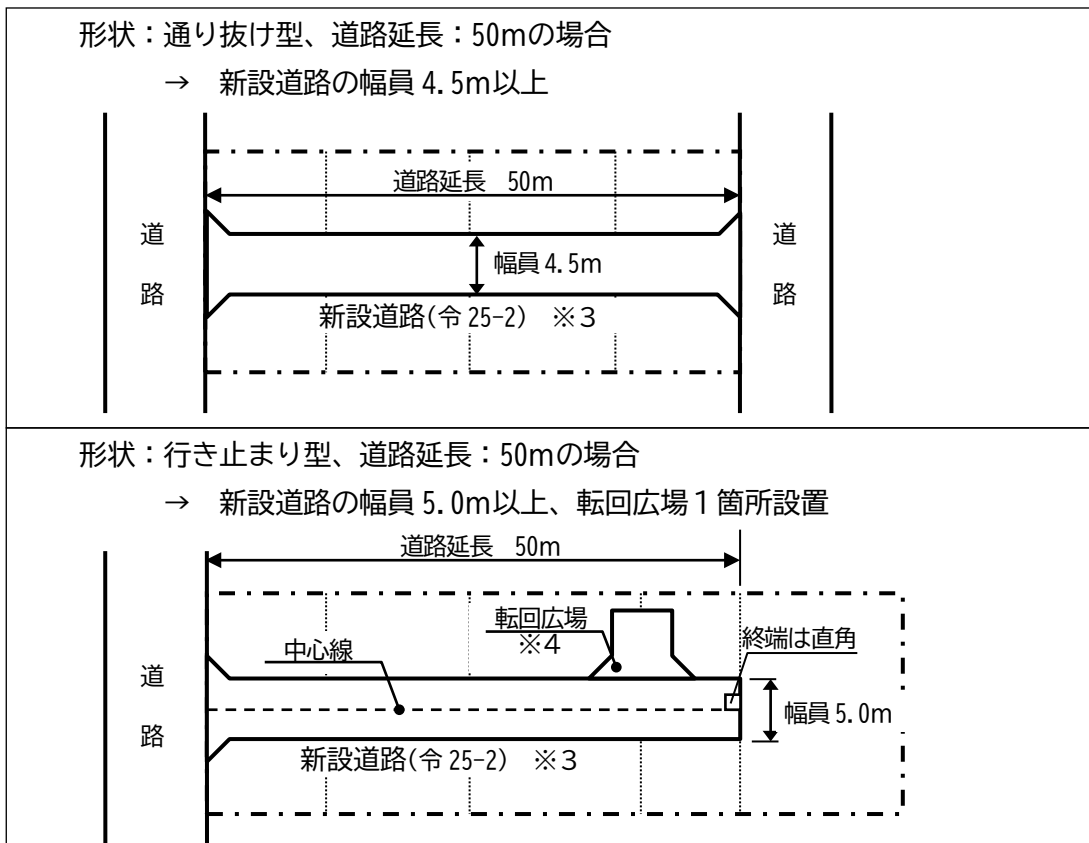 形状：通り抜け型、道路延長：50mの場合
→ 新設道路の幅員 4.5m以上
道路延長 50m
道路
幅員 4.5m
道路
新設道路(令 25-2) ※3
形状：行き止まり型、道路延長：50mの場合
→ 新設道路の幅員 5.0m以上、転回広場１箇所設置
道路延長 50m
転回広場
※4
終端は直角
中心線
道路
幅員 5.0m
新設道路(令 25-2) ※3